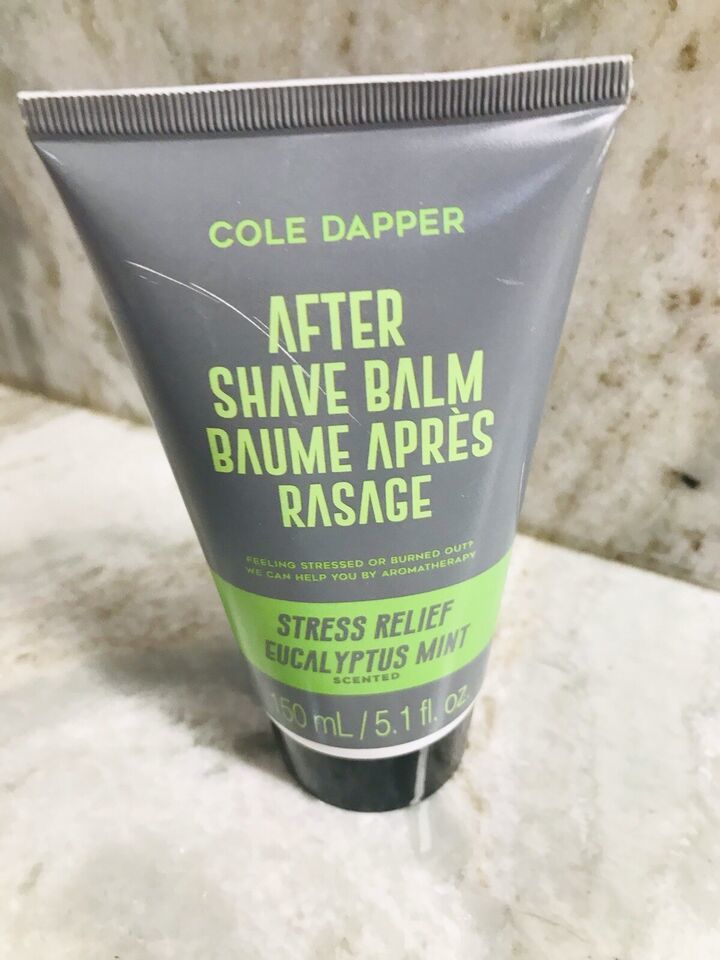 COLE DAPPER
AFTER
SHAVE BALM
BAUME APRÈS
RASAGE
FEELING STRESSED OR BURNED OUT?
WE CAN HELP YOU BY AROMATHERAPY
STRESS RELIEF
EUCALYPTUS MINT
SCENTED
150 mL / 5.1 fl. oz.